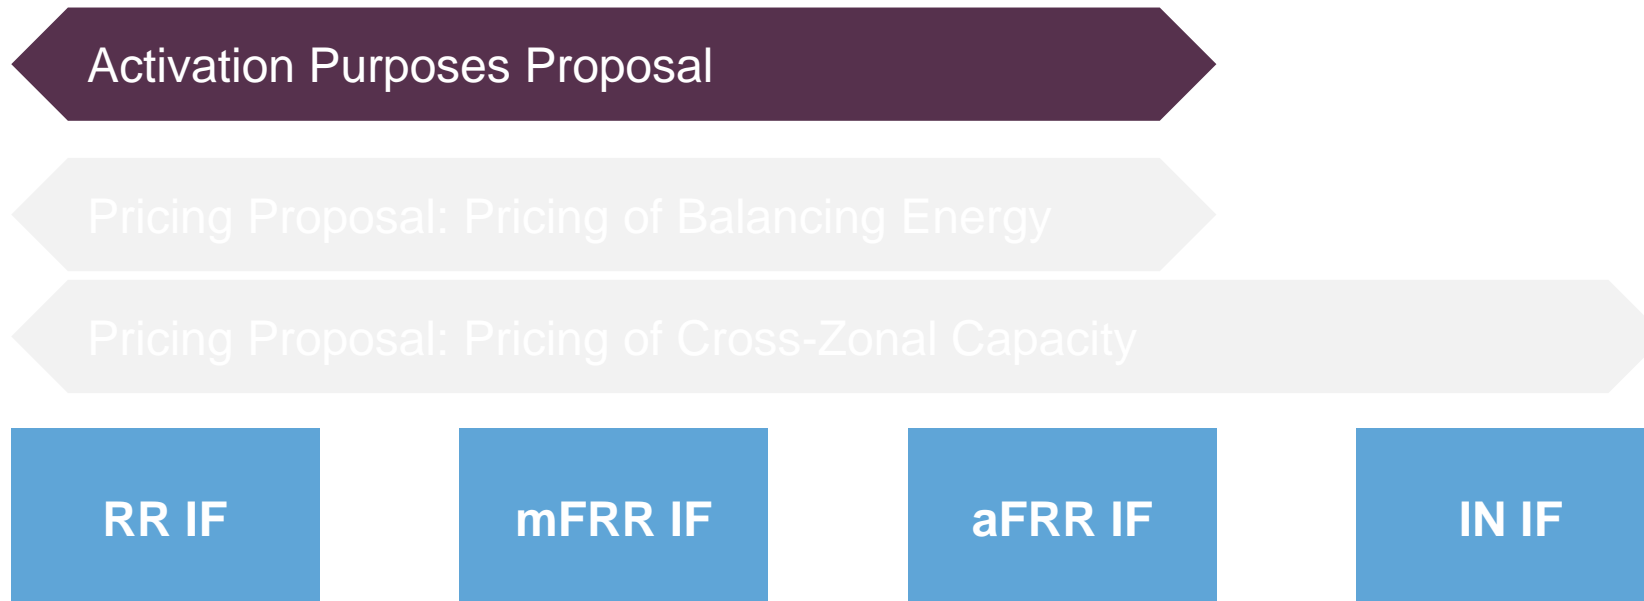 Activation Purposes Proposal
Pricing Proposal: Pricing of Balancing Energy
Pricing Proposal: Pricing of Cross-Zonal Capacity
RR IF
mFRR IF
aFRR IF
IN IF